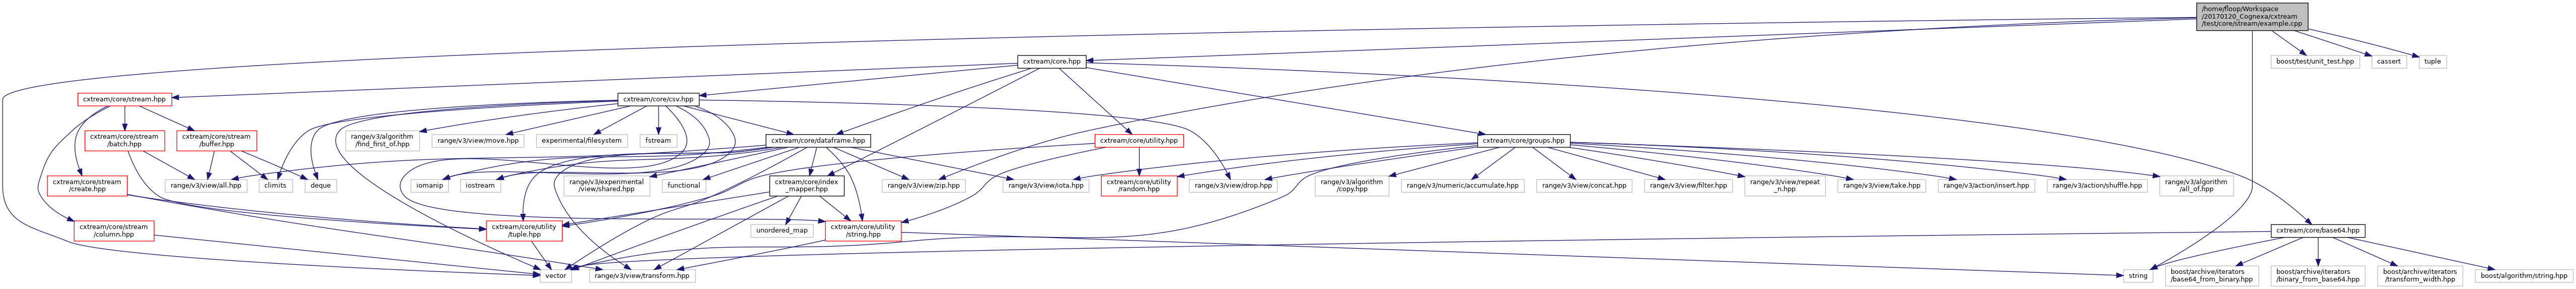 /home/floop/Workspace
/20170120_Cognexa/cxtream
/test/core/stream/example.cpp
cxtream/core.hpp
boost/test/unit_test.hpp
cassert
tuple
cxtream/core/stream.hpp
cxtream/core/csv.hpp
cxtream/core/stream
/batch.hpp
cxtream/core/stream
/buffer.hpp
range/v3/algorithm
/find_first_of.hpp
range/v3/view/move.hpp
experimental/filesystem
fstream
cxtream/core/dataframe.hpp
cxtream/core/utility.hpp
cxtream/core/groups.hpp
cxtream/core/stream
/create.hpp
range/v3/view/all.hpp
climits
deque
iomanip
iostream
range/v3/experimental
/view/shared.hpp
functional
cxtream/core/index
_mapper.hpp
range/v3/view/zip.hpp
range/v3/view/iota.hpp
cxtream/core/utility
/random.hpp
range/v3/view/drop.hpp
range/v3/algorithm
/copy.hpp
range/v3/numeric/accumulate.hpp
range/v3/view/concat.hpp
range/v3/view/filter.hpp
range/v3/view/repeat
_n.hpp
range/v3/view/take.hpp
range/v3/action/insert.hpp
range/v3/action/shuffle.hpp
range/v3/algorithm
/all_of.hpp
cxtream/core/stream
/column.hpp
cxtream/core/utility
/tuple.hpp
unordered_map
cxtream/core/utility
/string.hpp
cxtream/core/base64.hpp
vector
range/v3/view/transform.hpp
string
boost/archive/iterators
/base64_from_binary.hpp
boost/archive/iterators
/binary_from_base64.hpp
boost/archive/iterators
/transform_width.hpp
boost/algorithm/string.hpp